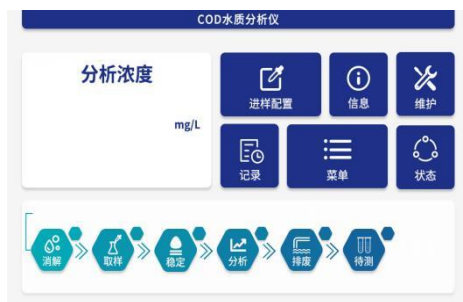 COD水质分析仪
分析浓度
mg/L
进样配置
信息
维护
记录
菜单
状态
消解
取样
稳定
分析
排废
待测